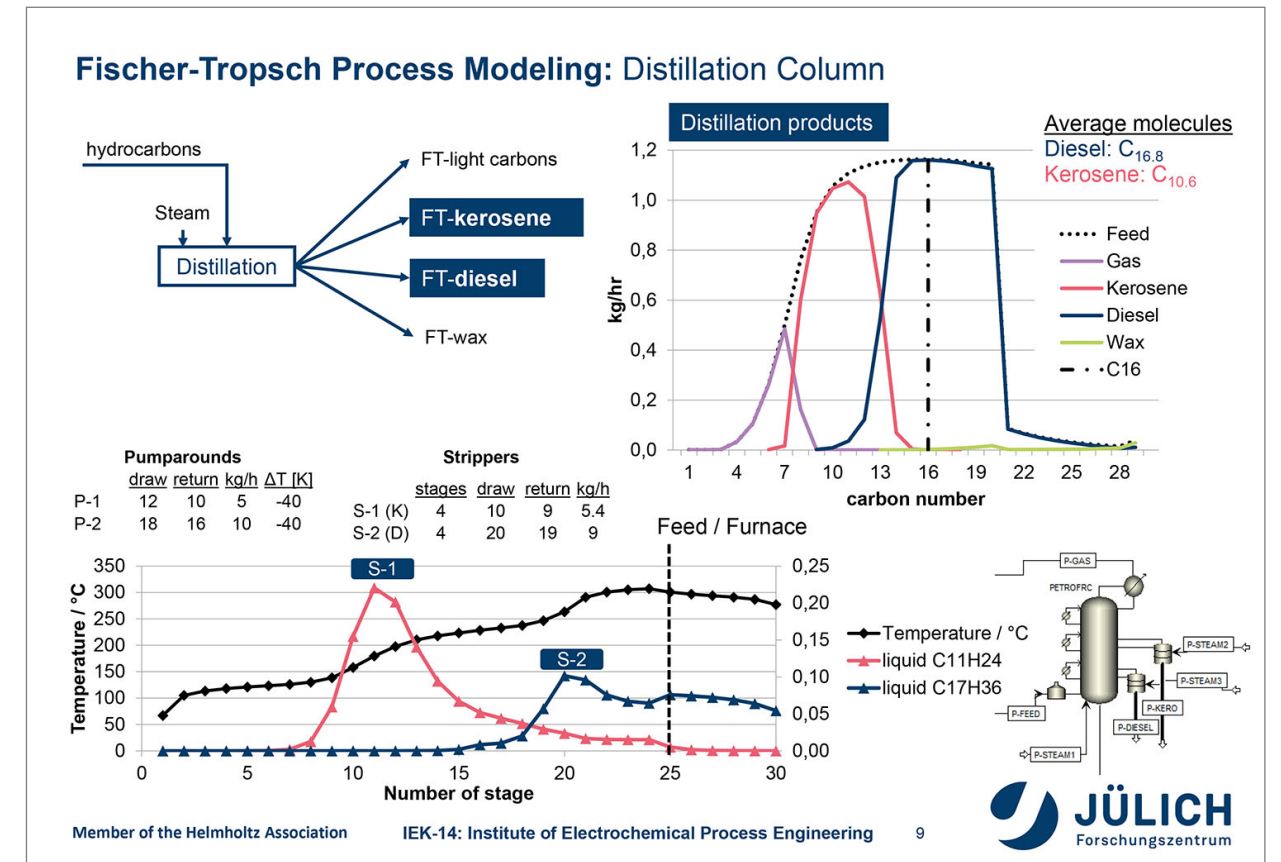 Fischer-Tropsch Process Modeling: Distillation Column
hydrocarbons
Steam
Distillation
FT-light carbons
FT-kerosene
FT-diesel
FT-wax
Distillation products
Average molecules
Diesel: C16.8
Kerosene: C10.6
1,2
1,0
0,8
0,6
0,4
0,2
0,0
kg/hr
1 4 7 10 13 16 19 22 25 28
carbon number
Feed
Gas
Kerosene
Diesel
Wax
C16
Pumparounds
draw return kg/h ΔT [K]
P-1 12 10 5 -40
P-2 18 16 10 -40
Strippers
stages draw return kg/h
S-1 (K) 4 10 9 5.4
S-2 (D) 4 20 19 9
Feed / Furnace
S-1
S-2
350
300
250
200
150
100
50
0
Temperature / °C
0,25
0,20
0,15
0,10
0,05
0,00
0 5 10 15 20 25 30
Number of stage
Temperature / °C
liquid C11H24
liquid C17H36
P-GAS
PETROFRC
P-STEAM2
P-STEAM3
P-KERO
P-FEED
P-DIESEL
P-STEAM1
JÜLICH
Forschungszentrum
Member of the Helmholtz Association
IEK-14: Institute of Electrochemical Process Engineering
9